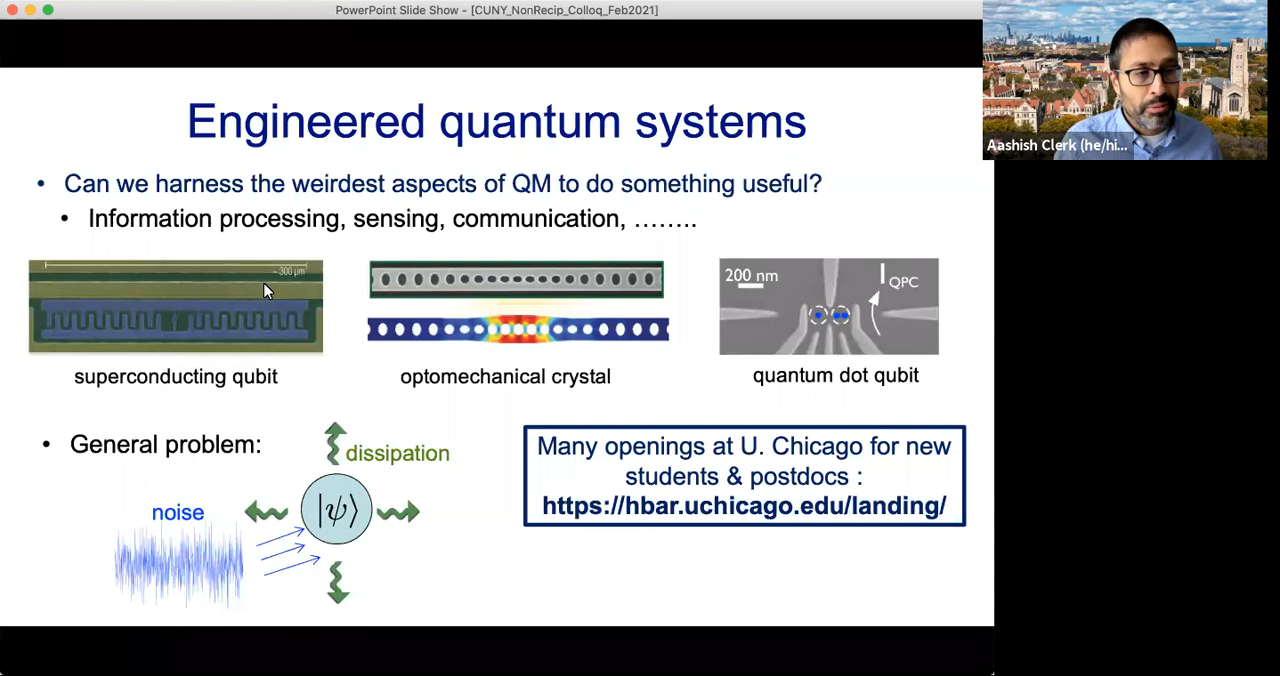 PowerPoint Slide Show - [CUNY_NonRecip_Colloq_Feb2021]
Aashish Clerk (he/hi...
Engineered quantum systems
• Can we harness the weirdest aspects of QM to do something useful?
• Information processing, sensing, communication, ……..
~ 300 μm
200 nm
I QPC
superconducting qubit
optomechanical crystal
quantum dot qubit
• General problem:
dissipation
noise
|ψ⟩
Many openings at U. Chicago for new
students & postdocs :
https://hbar.uchicago.edu/landing/